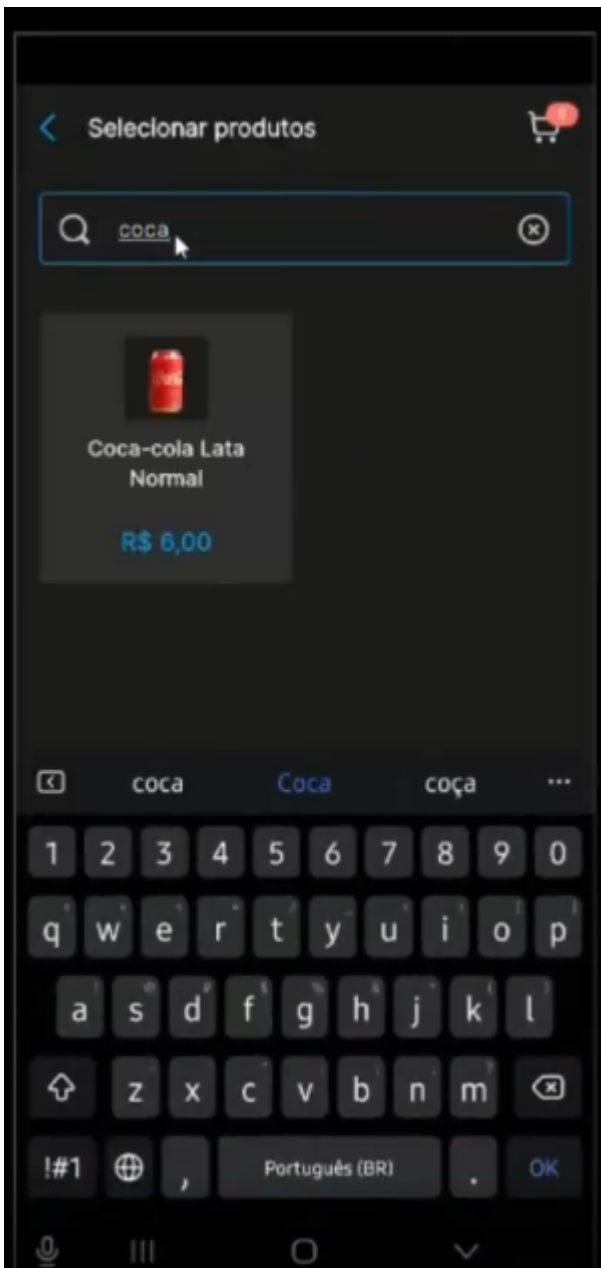 Selecionar produtos
0
coca
Coca-cola Lata
Normal
R$ 6,00
coca Coca coça ...
1 2 3 4 5 6 7 8 9 0
q w e r t y u i o p
a s d f g h j k l
z x c v b n m
!#1 , Português (BR) . OK